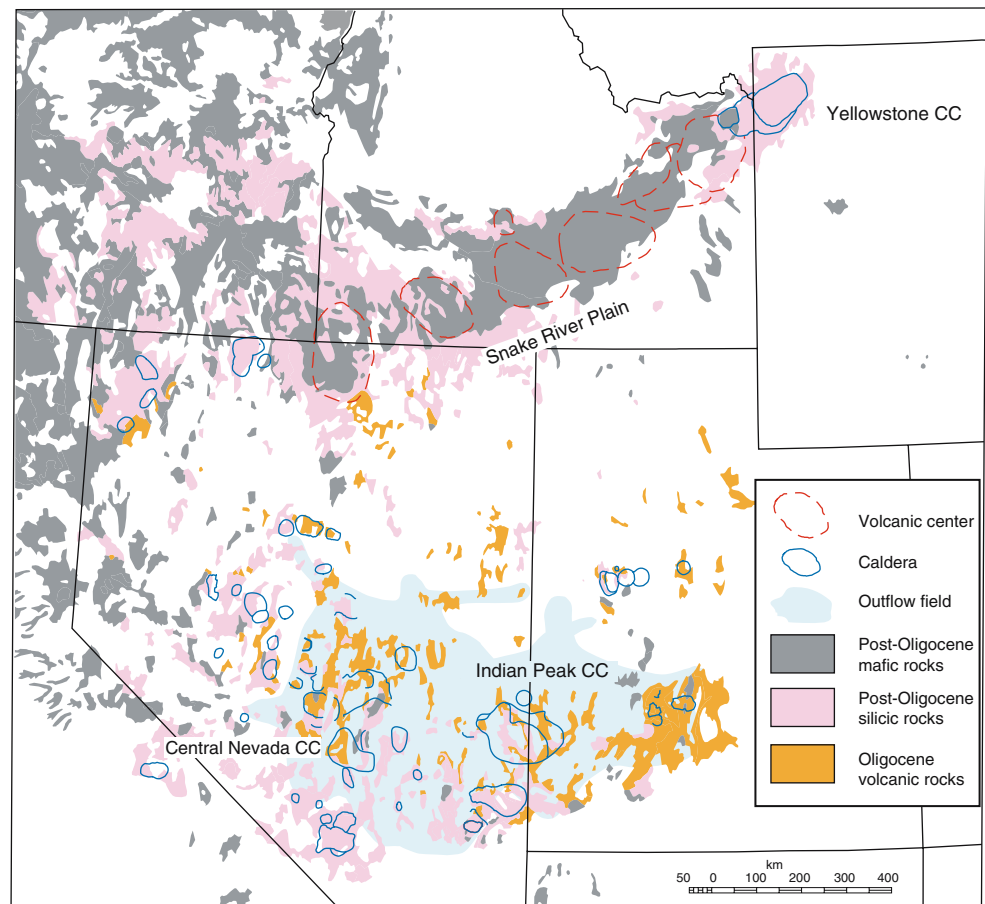 Yellowstone CC
Snake River Plain
Indian Peak CC
Central Nevada CC
Volcanic center
Caldera
Outflow field
Post-Oligocene
mafic rocks
Post-Oligocene
silicic rocks
Oligocene
volcanic rocks
km
50 0 100 200 300 400